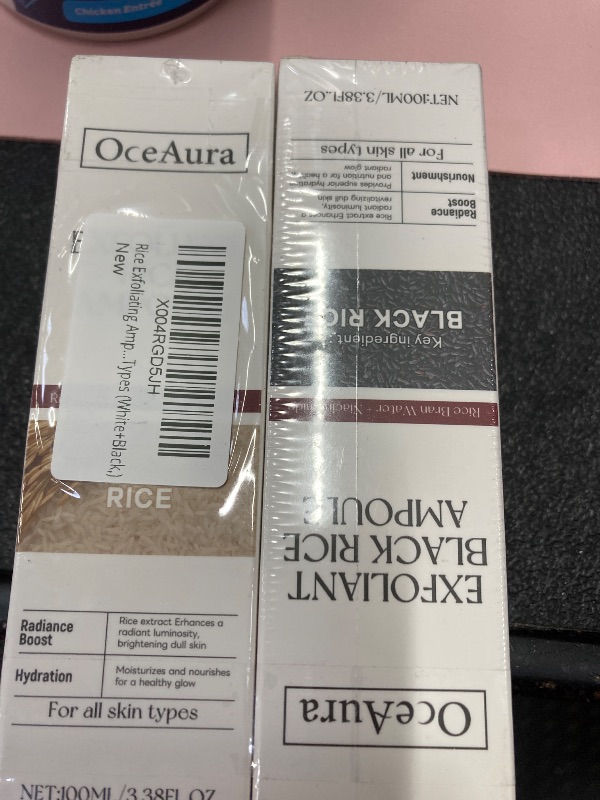 Chicken Entrée
OceAura
X004RGD5JH
Rice Exfoliating Amp...Types (White+Black,)
New
RICE
Radiance
Boost
Rice extract Enhances a
radiant luminosity,
brightening dull skin
Hydration
Moisturizes and nourishes
for a healthy glow
For all skin types
NET:100ML/3.38FL.OZ
OceAura
EXFOLIANT
BLACK RICE
AMPOULE
Rice Bran Water - Niacinamide
Key ingredient
BLACK RICE
Radiance
Boost
Rice extract Enhances a
radiant luminosity,
revitalizing dull skin
Nourishment
Provides superior hydration
and nutrition for a healthy
radiant glow
For all skin types
NET:100ML/3.38FL.OZ